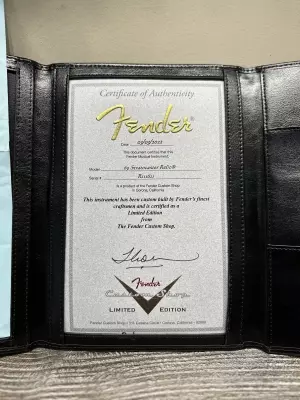 Certificate of Authenticity
Fender
Date
This document certifies that this
Fender Musical Instrument,
Model Stratocaster Relic®
Serial #
is a product of the Fender Custom Shop
in Corona, California
This instrument has been custom built by Fender's finest
craftsmen and is certified as a
Limited Edition
from
The Fender Custom Shop.
Fender
Custom Shop
LIMITED EDITION